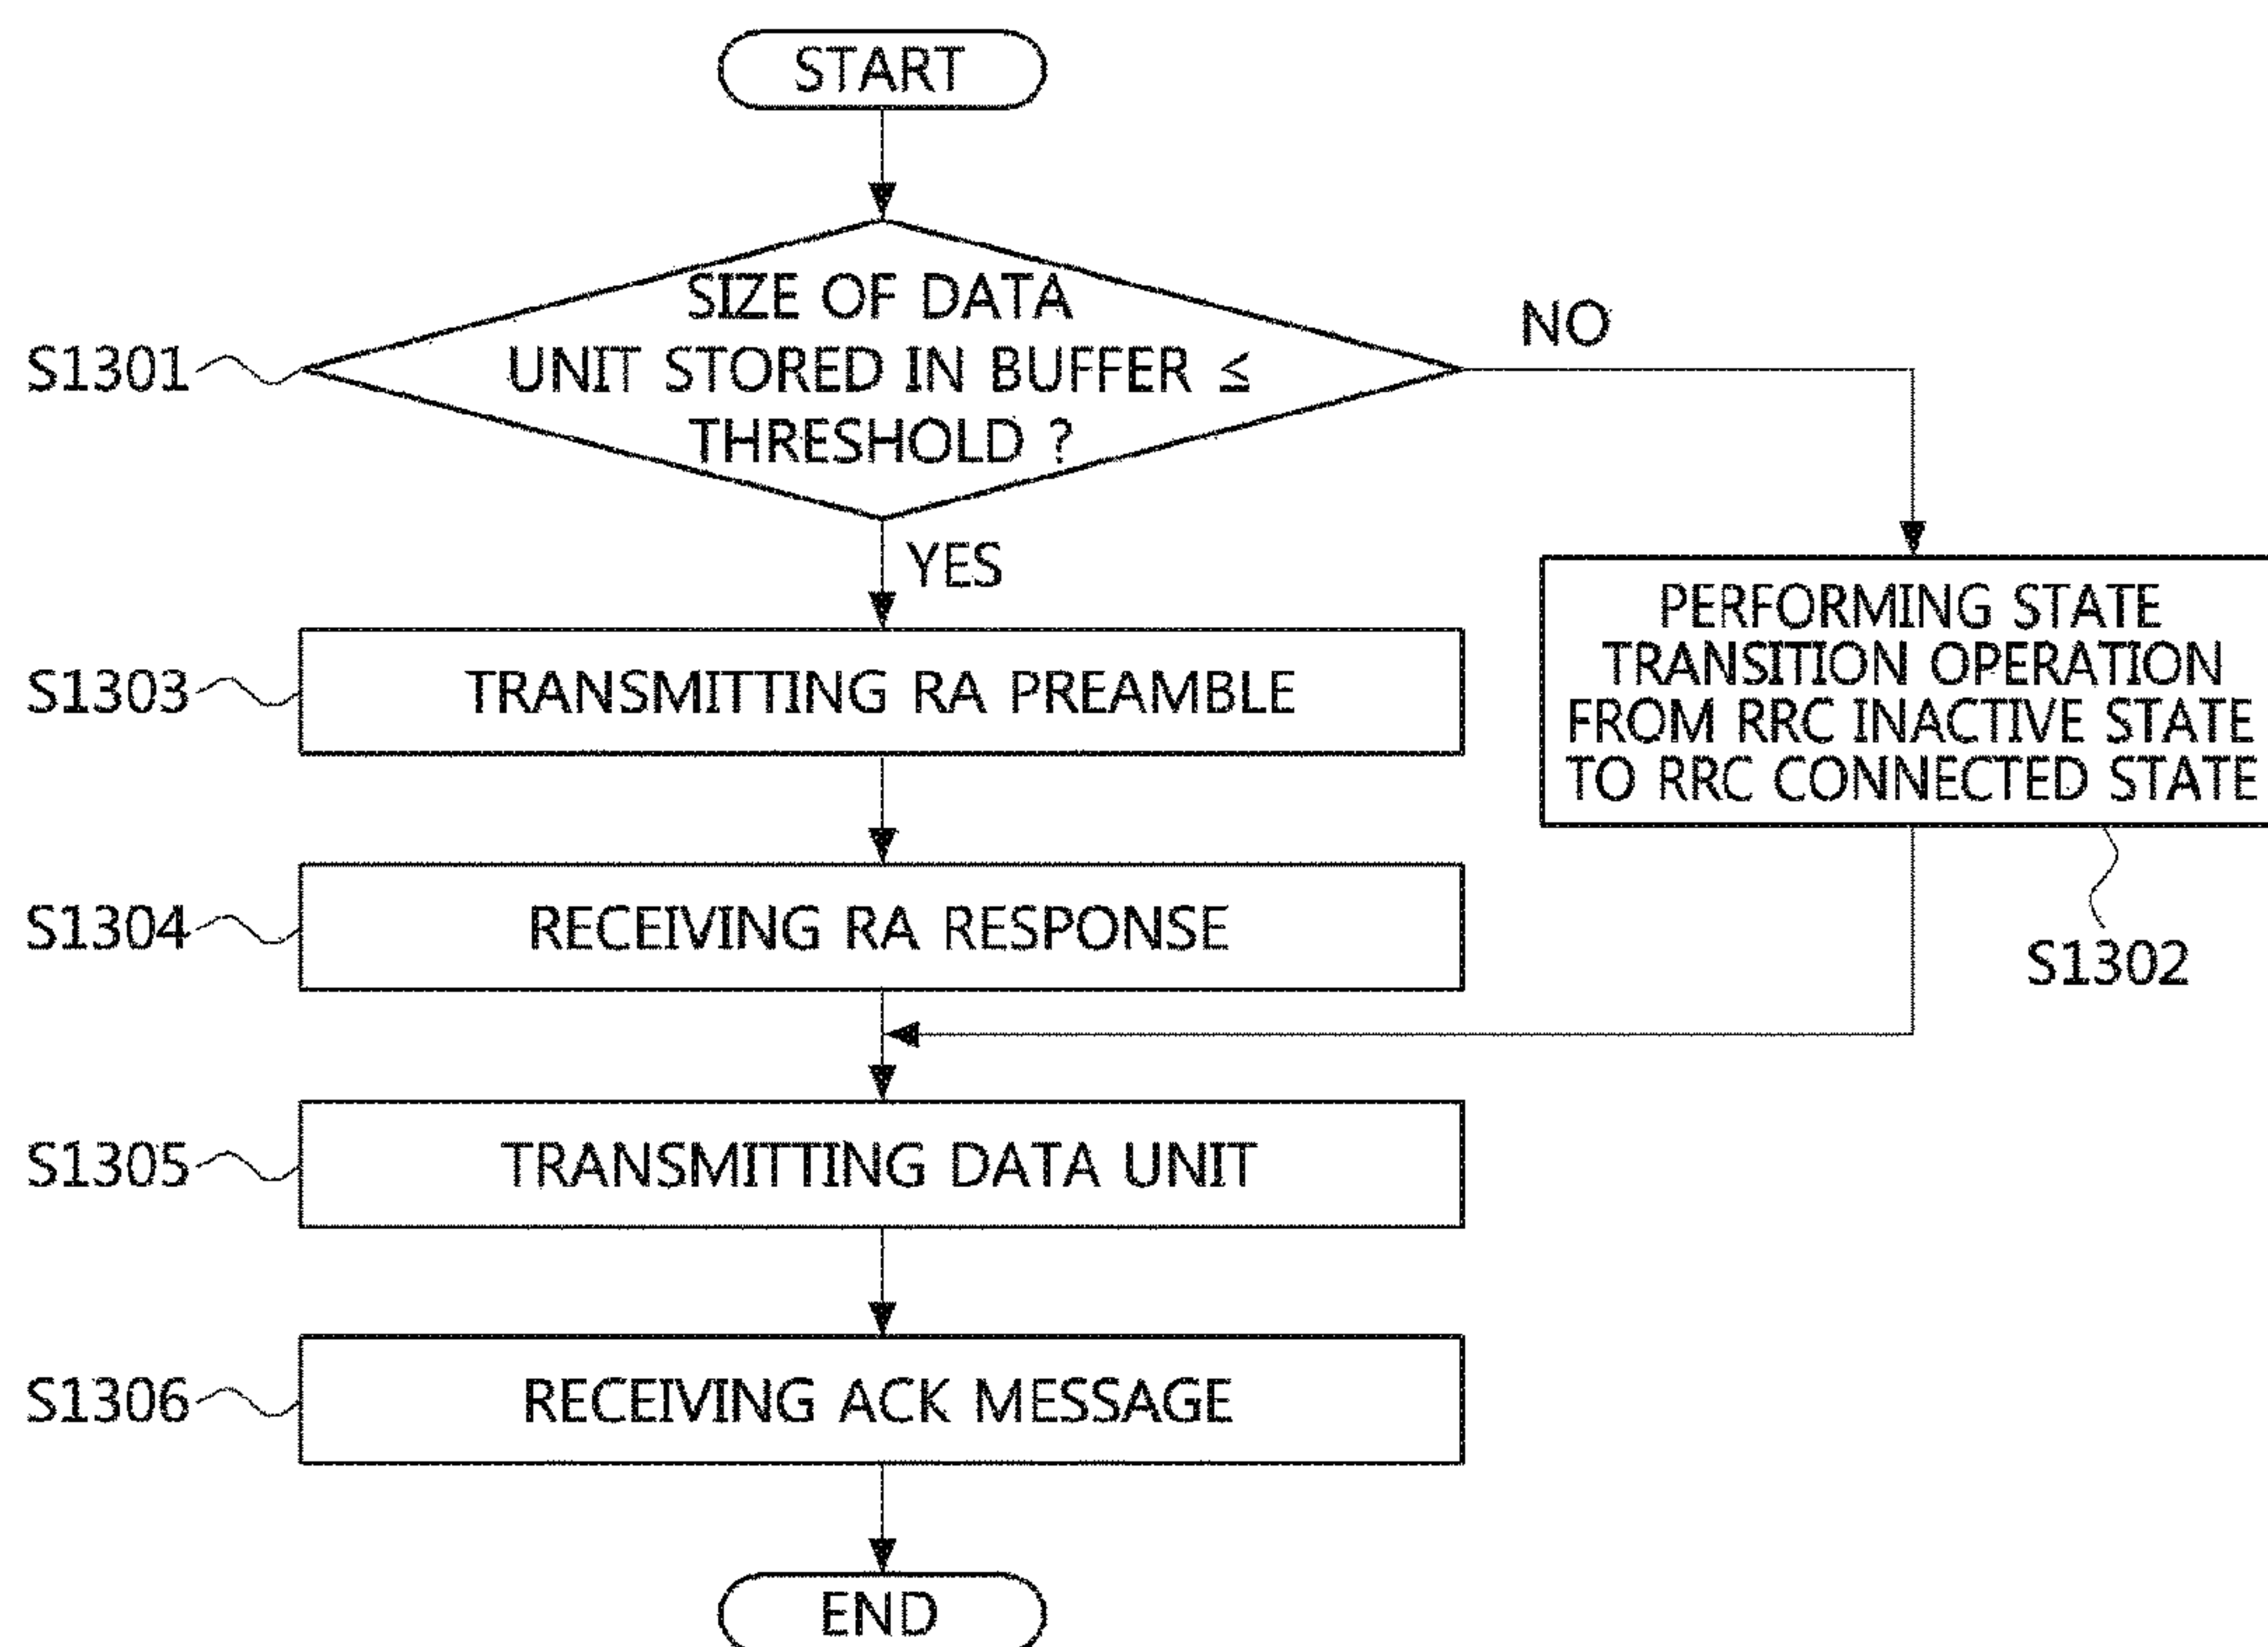 START
SIZE OF DATA
UNIT STORED IN BUFFER ≤
THRESHOLD ?
S1301
NO
YES
PERFORMING STATE
TRANSITION OPERATION
FROM RRC INACTIVE STATE
TO RRC CONNECTED STATE
S1302
S1303
TRANSMITTING RA PREAMBLE
S1304
RECEIVING RA RESPONSE
S1305
TRANSMITTING DATA UNIT
S1306
RECEIVING ACK MESSAGE
END